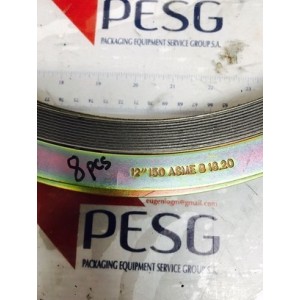 PESG
PACKAGING EQUIPMENT SERVICE GROUP S.A.
8 pcs
12" 150 ASME B 16.20
PESG
PACKAGING EQUIPMENT SERVICE GROUP S.A.